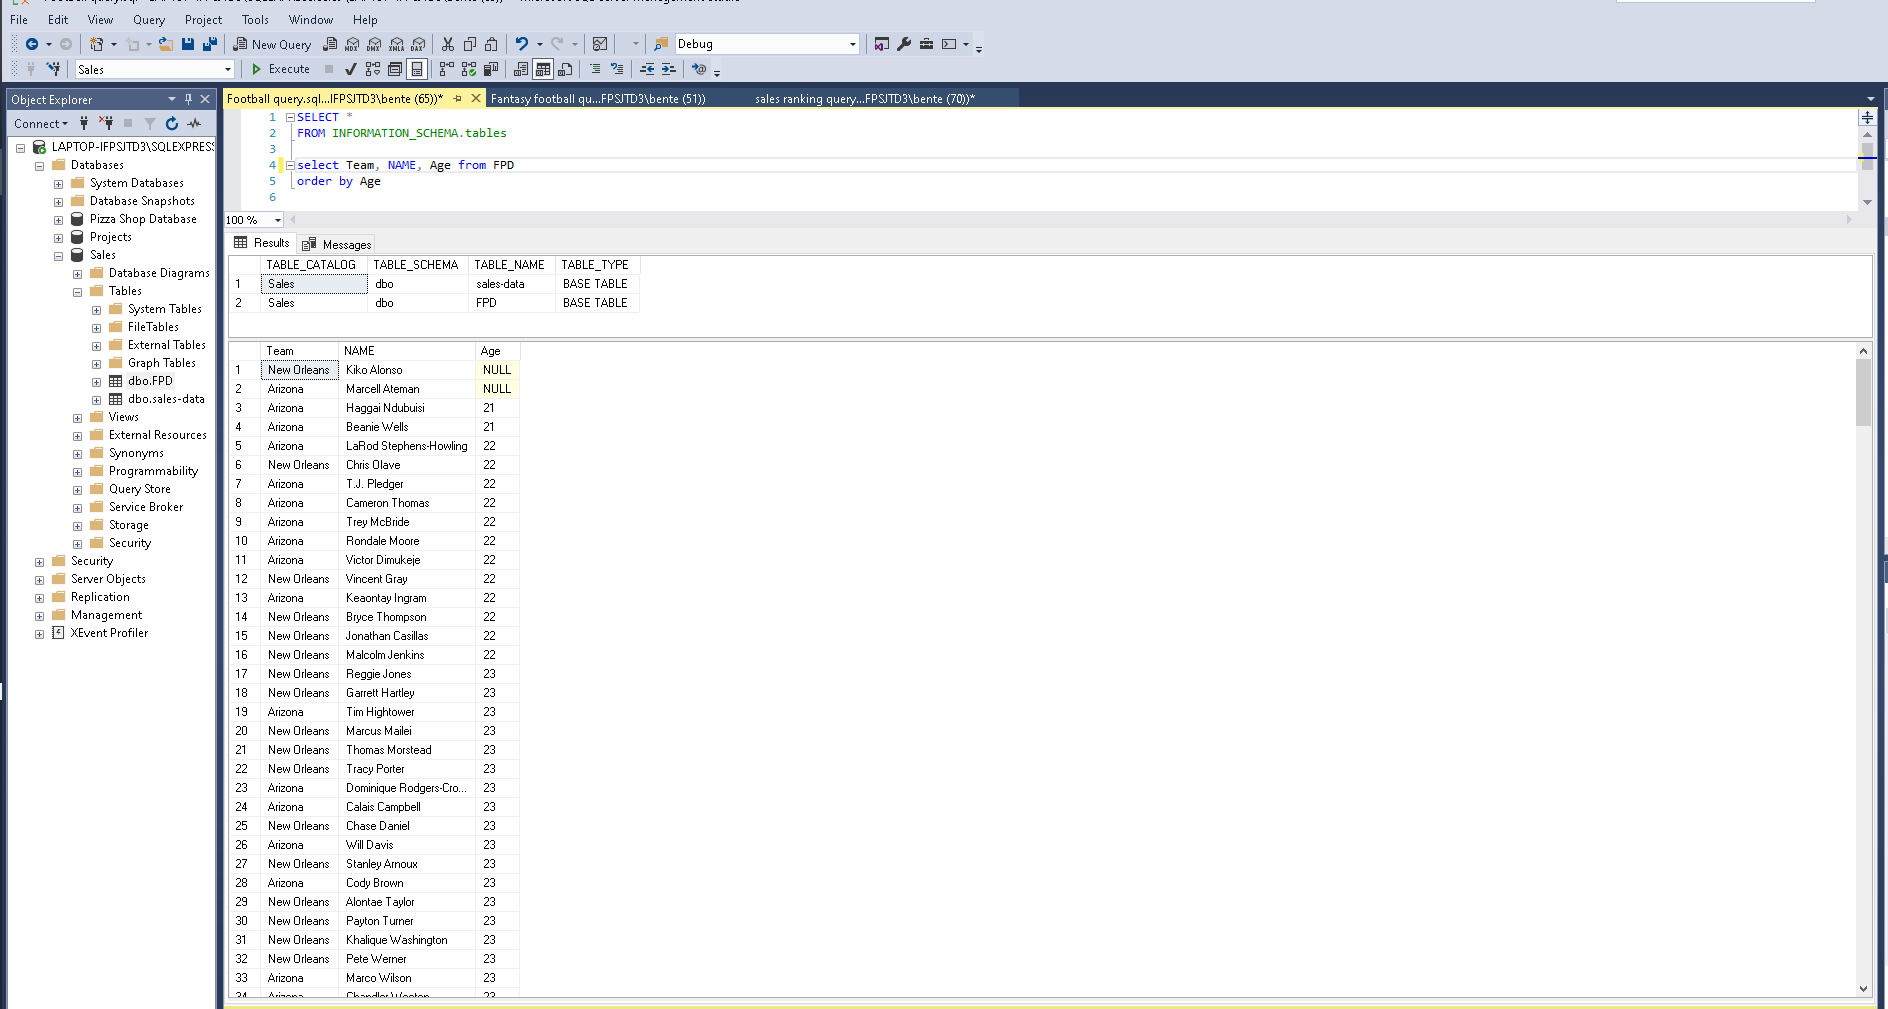 File Edit View Query Project Tools Window Help
New Query MDX DMX XMLA DAX Debug
Sales Execute
Object Explorer
Connect
LAPTOP-IFPSJTD3\SQLEXPRESS
Databases
System Databases
Database Snapshots
Pizza Shop Database
Projects
Sales
Database Diagrams
Tables
System Tables
FileTables
External Tables
Graph Tables
dbo.FPD
dbo.sales-data
Views
External Resources
Synonyms
Programmability
Query Store
Service Broker
Storage
Security
Security
Server Objects
Replication
Management
XEvent Profiler
Football query.sql...IFPSJTD3\bente (65))* Fantasy football qu...FPSJTD3\bente (51)) sales ranking query...FPSJTD3\bente (70))*
1 SELECT *
2 FROM INFORMATION_SCHEMA.tables
3
4 select Team, NAME, Age from FPD
5 order by Age
6
100 %
Results Messages
TABLE_CATALOG TABLE_SCHEMA TABLE_NAME TABLE_TYPE
1 Sales dbo sales-data BASE TABLE
2 Sales dbo FPD BASE TABLE
Team NAME Age
1 New Orleans Kiko Alonso NULL
2 Arizona Marcell Ateman NULL
3 Arizona Haggai Ndubuisi 21
4 Arizona Beanie Wells 21
5 Arizona LaRod Stephens-Howling 22
6 New Orleans Chris Olave 22
7 Arizona T.J. Pledger 22
8 Arizona Cameron Thomas 22
9 Arizona Trey McBride 22
10 Arizona Rondale Moore 22
11 Arizona Victor Dimukeje 22
12 New Orleans Vincent Gray 22
13 Arizona Keaontay Ingram 22
14 New Orleans Bryce Thompson 22
15 New Orleans Jonathan Casillas 22
16 New Orleans Malcolm Jenkins 22
17 New Orleans Reggie Jones 23
18 New Orleans Garrett Hartley 23
19 Arizona Tim Hightower 23
20 New Orleans Marcus Mailei 23
21 New Orleans Thomas Morstead 23
22 New Orleans Tracy Porter 23
23 Arizona Dominique Rodgers-Cro... 23
24 Arizona Calais Campbell 23
25 New Orleans Chase Daniel 23
26 Arizona Will Davis 23
27 New Orleans Stanley Arnoux 23
28 Arizona Cody Brown 23
29 New Orleans Alontae Taylor 23
30 New Orleans Payton Turner 23
31 New Orleans Khalique Washington 23
32 New Orleans Pete Werner 23
33 Arizona Marco Wilson 23
34 Arizona 23